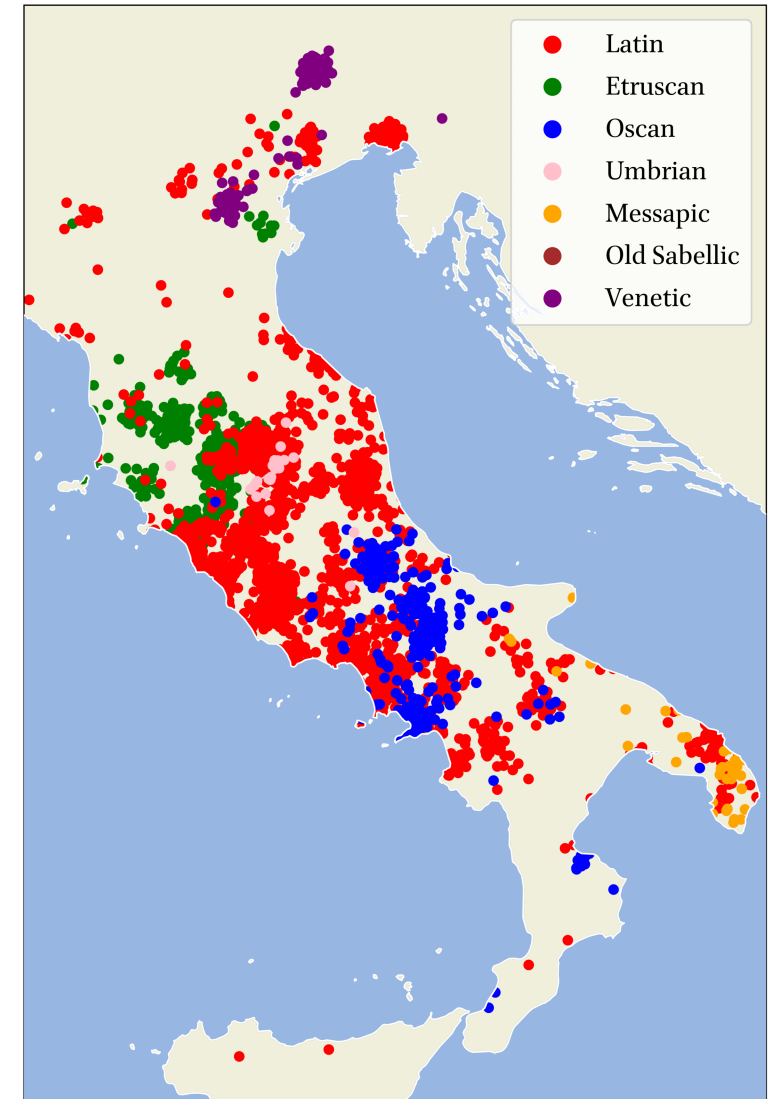 Latin
Etruscan
Oscan
Umbrian
Messapic
Old Sabellic
Venetic